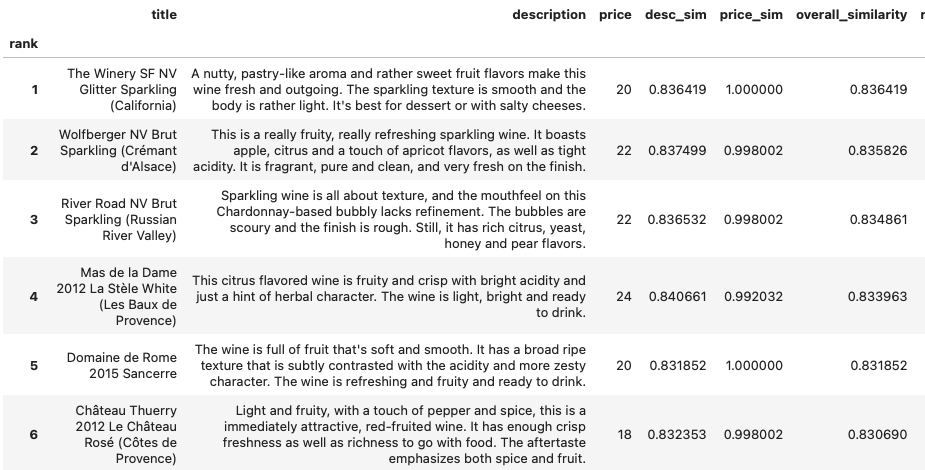 title description price desc_sim price_sim overall_similarity
rank
The Winery SF NV A nutty, pastry-like aroma and rather sweet fruit flavors make this
1 Glitter Sparkling wine fresh and outgoing. The sparkling texture is smooth and the 20 0.836419 1.000000 0.836419
(California) body is rather light. It's best for dessert or with salty cheeses.
Wolfberger NV Brut This is a really fruity, really refreshing sparkling wine. It boasts
2 Sparkling (Crémant apple, citrus and a touch of apricot flavors, as well as tight 22 0.837499 0.998002 0.835826
d'Alsace) acidity. It is fragrant, pure and clean, and very fresh on the finish.
Sparkling wine is all about texture, and the mouthfeel on this
River Road NV Brut Chardonnay-based bubbly lacks refinement. The bubbles are
3 Sparkling (Russian scoury and the finish is rough. Still, it has rich citrus, yeast, 22 0.836532 0.998002 0.834861
River Valley) honey and pear flavors.
Mas de la Dame
4 2012 La Stèle White This citrus flavored wine is fruity and crisp with bright acidity and 24 0.840661 0.992032 0.833963
(Les Baux de just a hint of herbal character. The wine is light, bright and ready
Provence) to drink.
The wine is full of fruit that's soft and smooth. It has a broad ripe
5 Domaine de Rome texture that is subtly contrasted with the acidity and more zesty 20 0.831852 1.000000 0.831852
2015 Sancerre character. The wine is refreshing and fruity and ready to drink.
Château Thuerry Light and fruity, with a touch of pepper and spice, this is a
6 2012 Le Château immediately attractive, red-fruited wine. It has enough crisp 18 0.832353 0.998002 0.830690
Rosé (Côtes de freshness as well as richness to go with food. The aftertaste
Provence) emphasizes both spice and fruit.